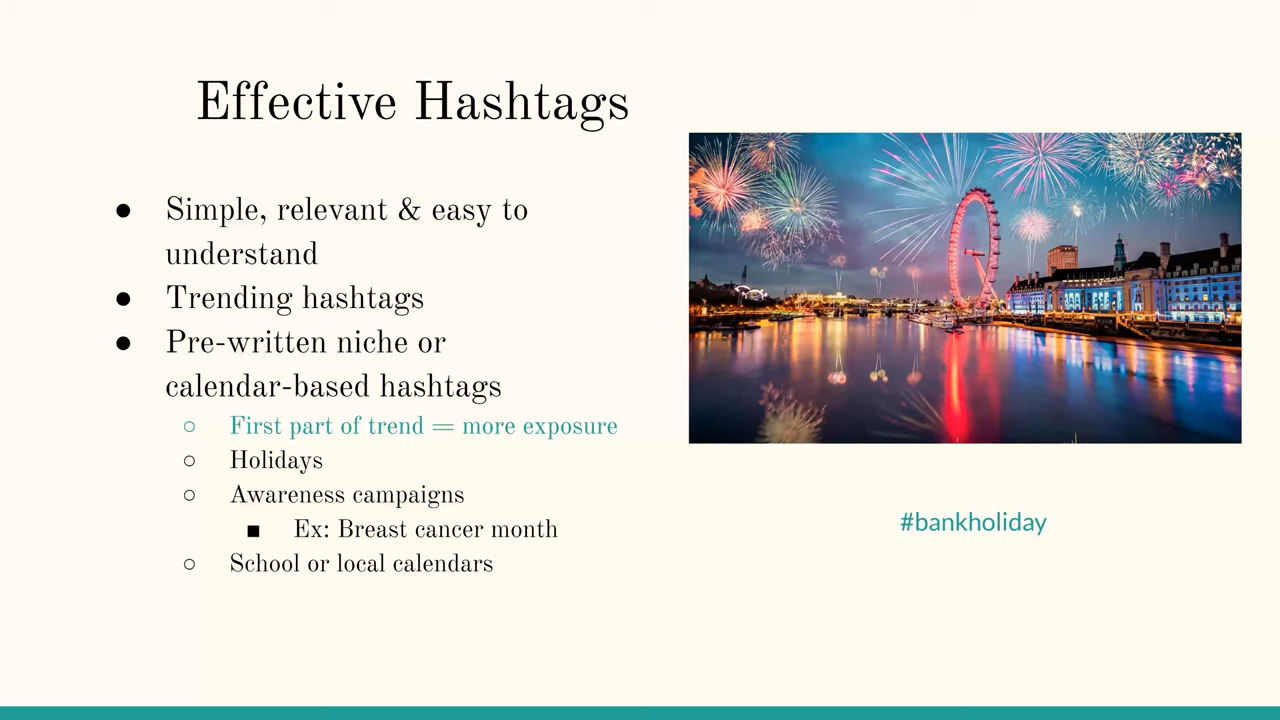 Effective Hashtags
● Simple, relevant & easy to
understand
● Trending hashtags
● Pre-written niche or
calendar-based hashtags
○ First part of trend = more exposure
○ Holidays
○ Awareness campaigns
■ Ex: Breast cancer month
○ School or local calendars
#bankholiday